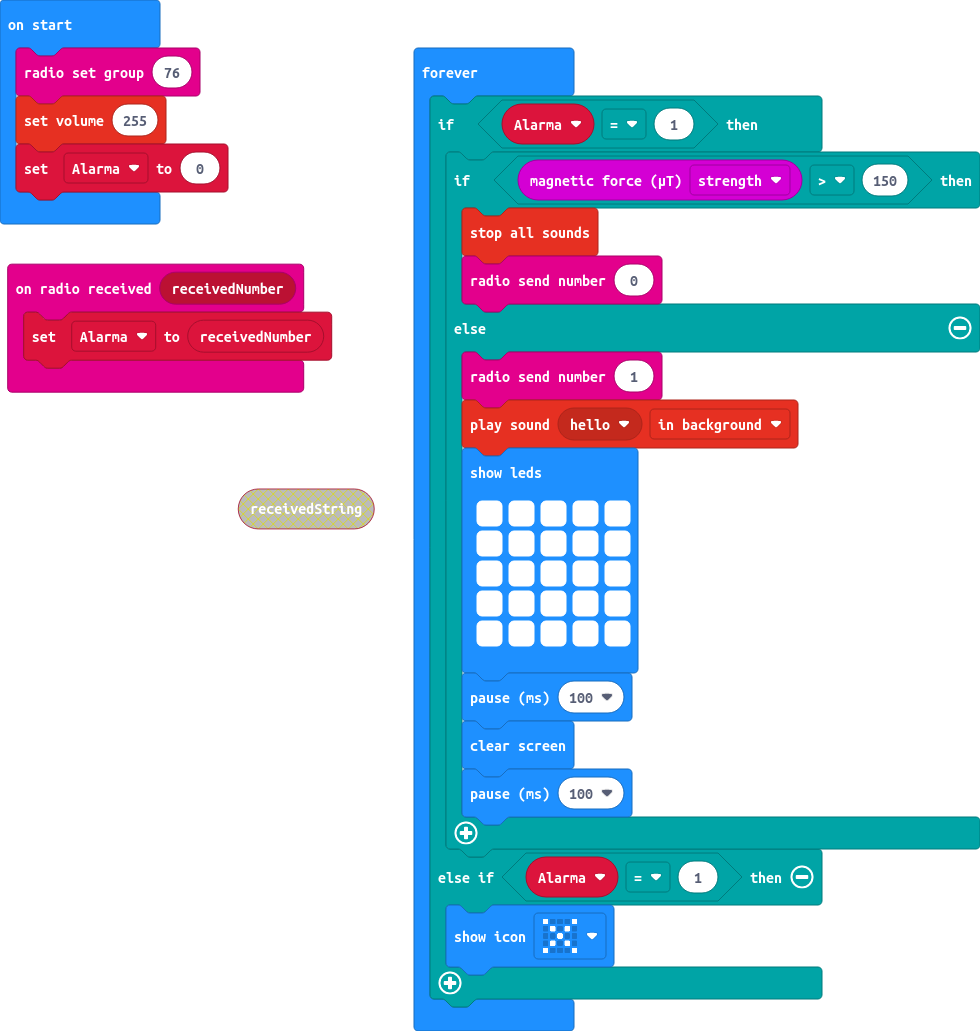 on start
radio set group 76
set volume 255
set Alarma to 0
on radio received receivedNumber
set Alarma to receivedNumber
receivedString
forever
if Alarma = 1 then
if magnetic force (µT) strength > 150 then
stop all sounds
radio send number 0
else
radio send number 1
play sound hello in background
show leds
pause (ms) 100
clear screen
pause (ms) 100
else if Alarma = 1 then
show icon